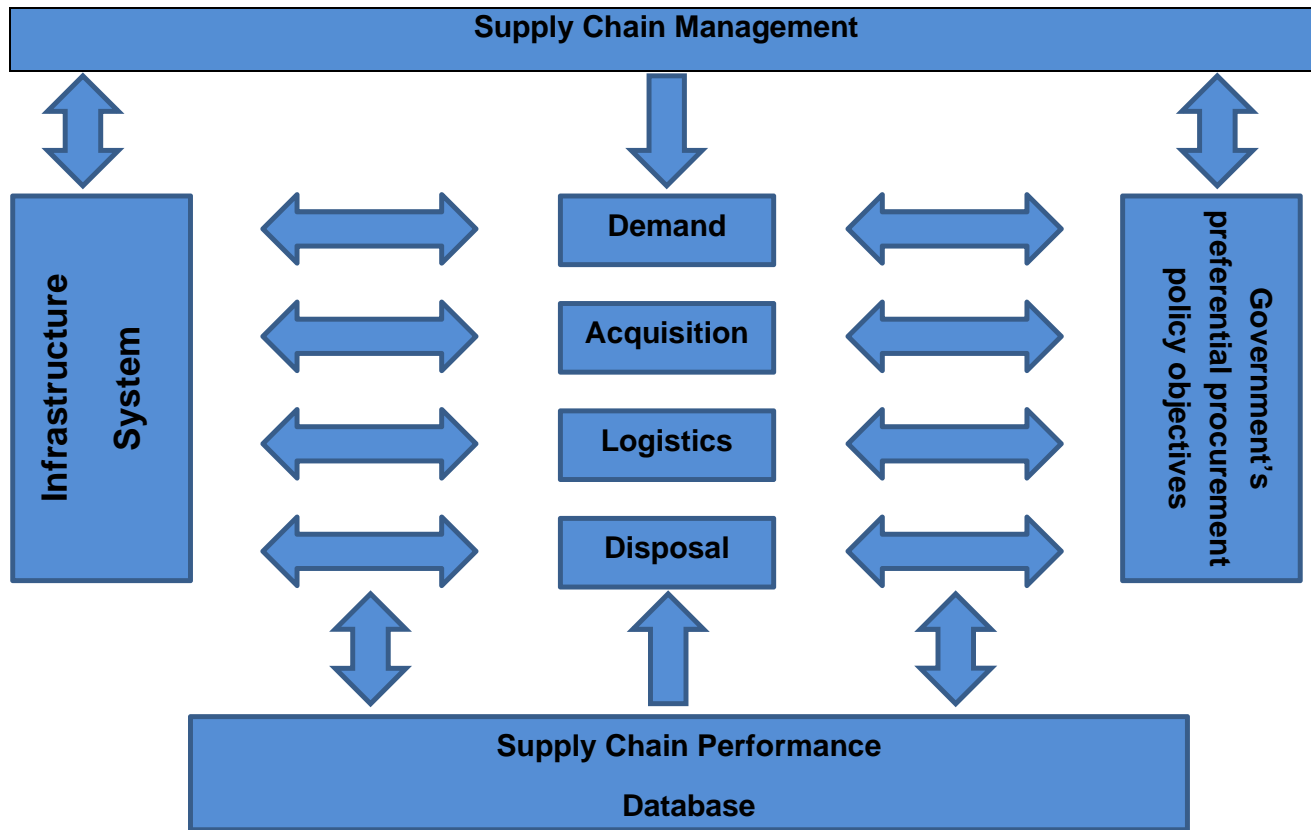 Supply Chain Management
Infrastructure
System
Demand
Acquisition
Logistics
Disposal
Government’s
preferential procurement
policy objectives
Supply Chain Performance
Database